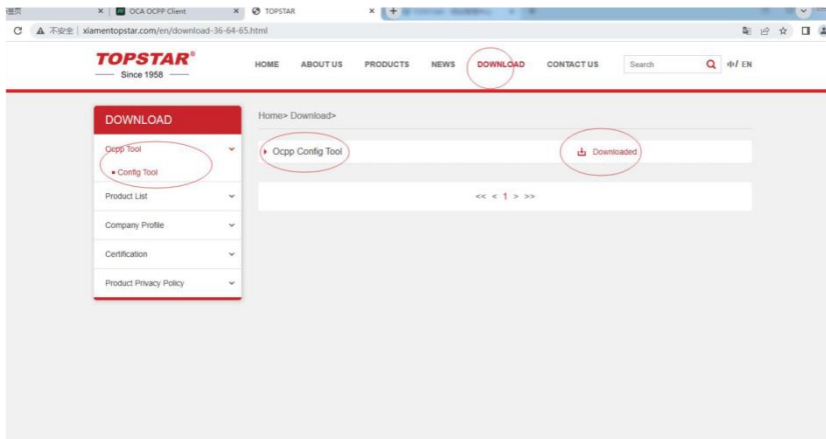 OCA OCPP Client
TOPSTAR
不安全 xiamentopstar.com/en/download-36-64-65.html
TOPSTAR®
Since 1958
HOME ABOUT US PRODUCTS NEWS DOWNLOAD CONTACT US Search 中/ EN
DOWNLOAD
Home> Download>
Ocpp Tool
Ocpp Config Tool Downloaded
Config Tool
Product List
<< < 1 > >>
Company Profile
Certification
Product Privacy Policy